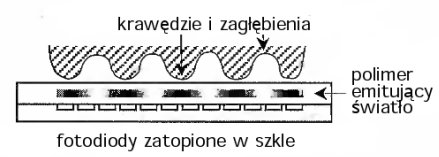 krawędzie i zagłębienia
polimer
emitujący
światło
fotodiody zatopione w szkle